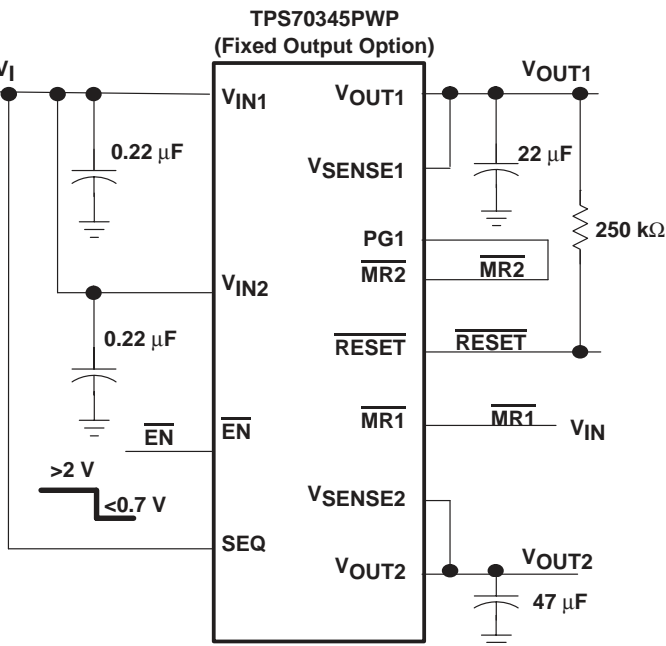 TPS70345PWP
(Fixed Output Option)
VI
VIN1
VOUT1
VOUT1
0.22 μF
VSENSE1
22 μF
250 kΩ
PG1
MR2
MR2
VIN2
0.22 μF
RESET
RESET
EN
EN
MR1
MR1
VIN
>2 V
<0.7 V
VSENSE2
SEQ
VOUT2
VOUT2
47 μF